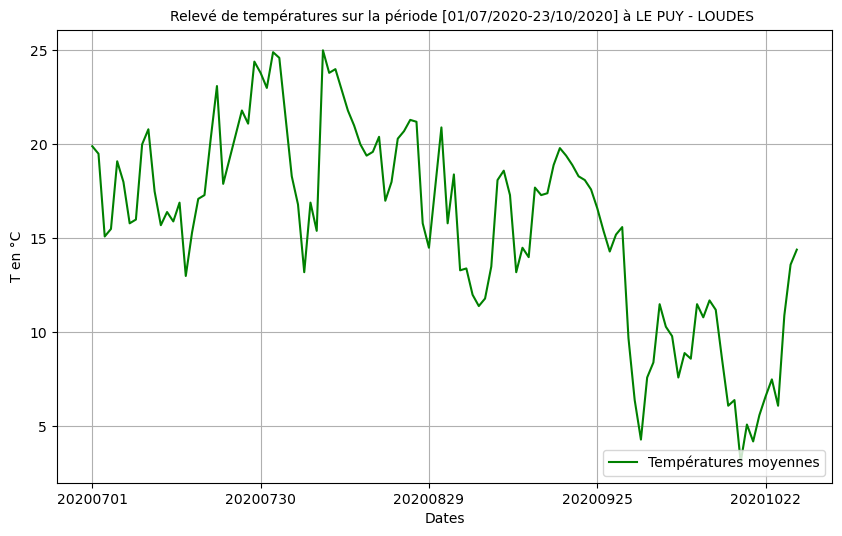 Relevé de températures sur la période [01/07/2020-23/10/2020] à LE PUY - LOUDES
25
20
15
10
5
T en °C
Températures moyennes
20200701 20200730 20200829 20200925 20201022
Dates